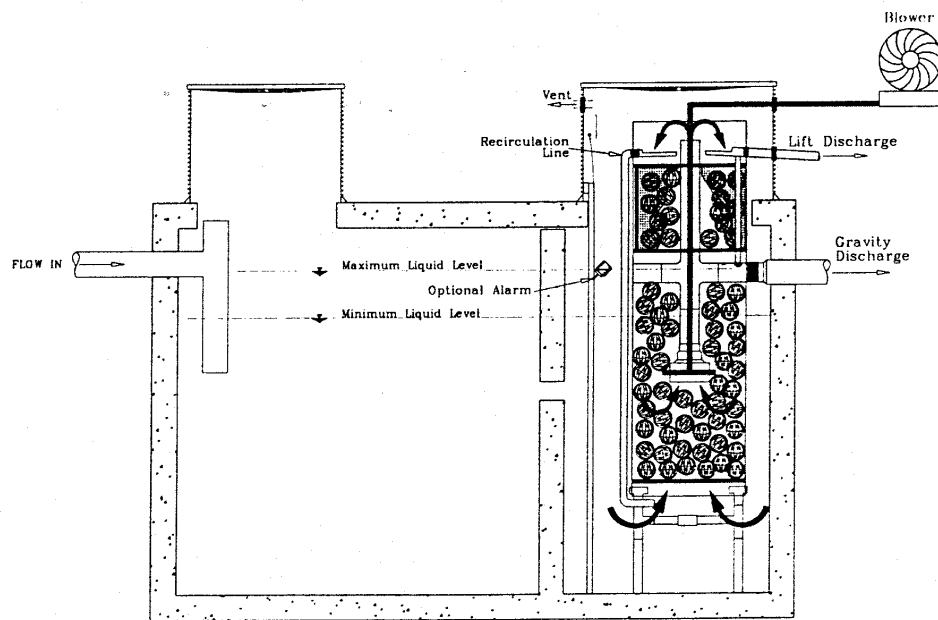 Blower
Vent
Recirculation
Line
Lift Discharge
Gravity
Discharge
FLOW IN
Maximum Liquid Level
Optional Alarm
Minimum Liquid Level